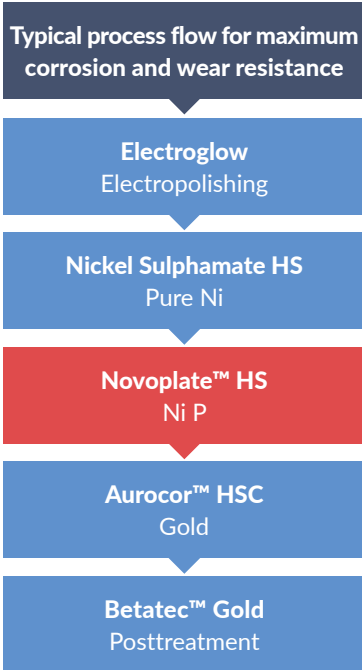 Typical process flow for maximum
corrosion and wear resistance
Electroglow
Electropolishing
Nickel Sulphamate HS
Pure Ni
Novoplate™ HS
Ni P
Aurocor™ HSC
Gold
Betatec™ Gold
Posttreatment